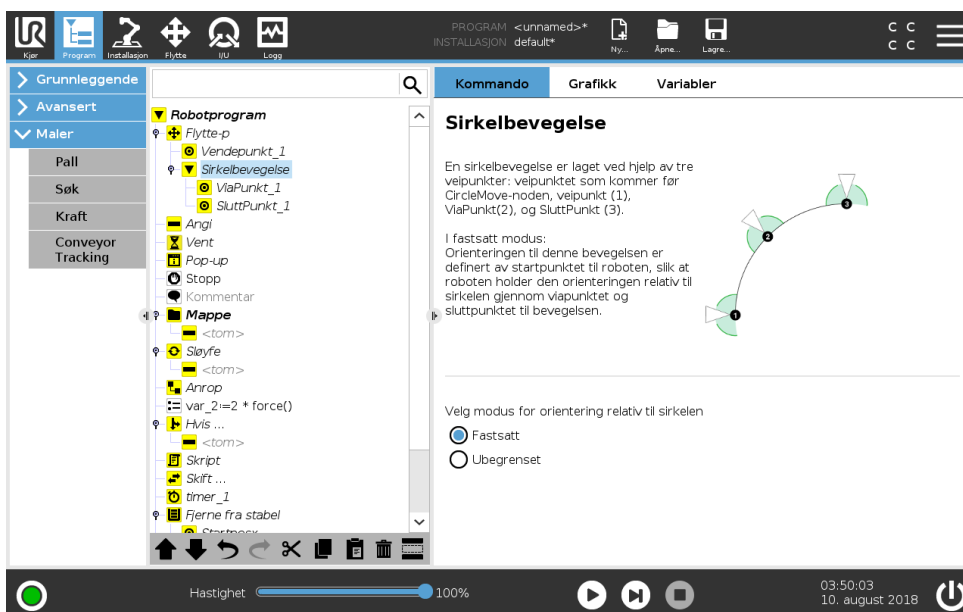 UR
PROGRAM <unnamed>*
INSTALLASJON default*
C C
C C
Kjør
Program
Installasjon
Flytte
I/U
Logg
Ny...
Åpne...
Lagre...
Grunnleggende
Avansert
Maler
Pall
Søk
Kraft
Conveyor
Tracking
Robotprogram
Flytte-p
Vendepunkt_1
Sirkelbevegelse
ViaPunkt_1
SluttPunkt_1
Angi
Vent
Pop-up
Stopp
Kommentar
Mappe
<tom>
Sløyfe
<tom>
Anrop
var_2≔2 * force()
Hvis ...
<tom>
Skript
Skift ...
timer_1
Fjerne fra stabel
Kommando
Grafikk
Variabler
Sirkelbevegelse
En sirkelbevegelse er laget ved hjelp av tre
veipunkter: veipunktet som kommer før
CircleMove-noden, veipunkt (1),
ViaPunkt(2), og SluttPunkt (3).
I fastsatt modus:
Orienteringen til denne bevegelsen er
definert av startpunktet til roboten, slik at
roboten holder den orienteringen relativ til
sirkelen gjennom viapunktet og
sluttpunktet til bevegelsen.
1
2
3
Velg modus for orientering relativ til sirkelen
Fastsatt
Ubegrenset
Hastighet
100%
03:50:03
10. august 2018